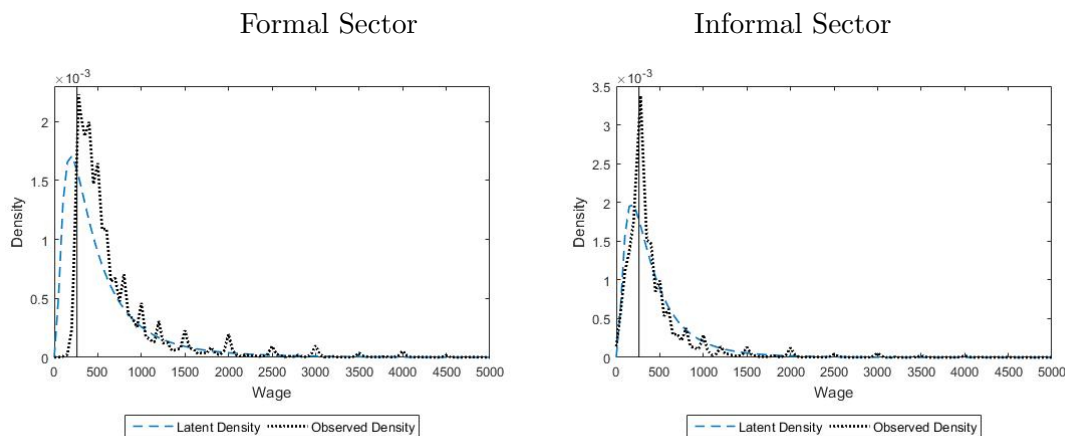 Formal Sector
Informal Sector
×10⁻³
2
1.5
1
0.5
0
Density
0 500 1000 1500 2000 2500 3000 3500 4000 4500 5000
Wage
Latent Density Observed Density
×10⁻³
3.5
3
2.5
2
1.5
1
0.5
0
Density
0 500 1000 1500 2000 2500 3000 3500 4000 4500 5000
Wage
Latent Density Observed Density